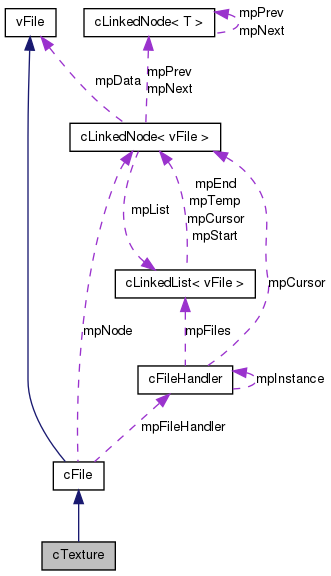 vFile
cLinkedNode< T >
mpPrev
mpNext
mpData
mpPrev
mpNext
cLinkedNode< vFile >
mpList
mpEnd
mpTemp
mpCursor
mpStart
cLinkedList< vFile >
mpCursor
mpNode
mpFiles
cFileHandler
mpInstance
mpFileHandler
cFile
cTexture